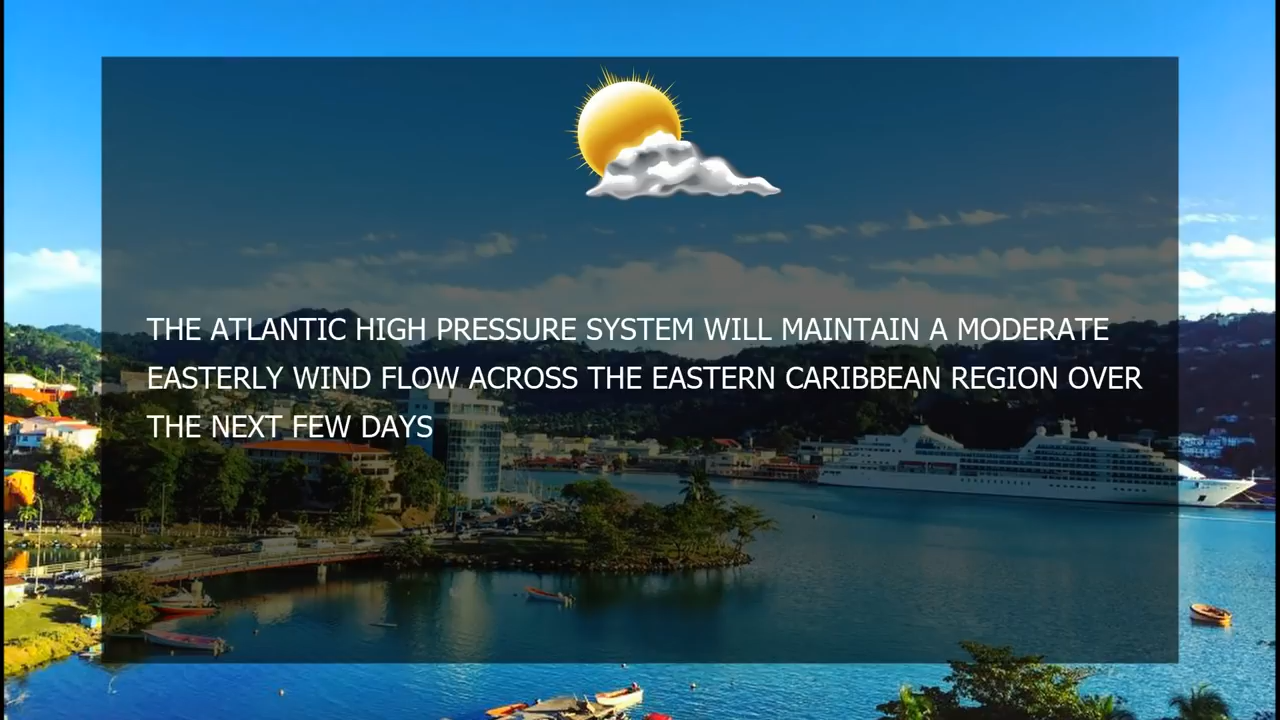 THE ATLANTIC HIGH PRESSURE SYSTEM WILL MAINTAIN A MODERATE
EASTERLY WIND FLOW ACROSS THE EASTERN CARIBBEAN REGION OVER
THE NEXT FEW DAYS